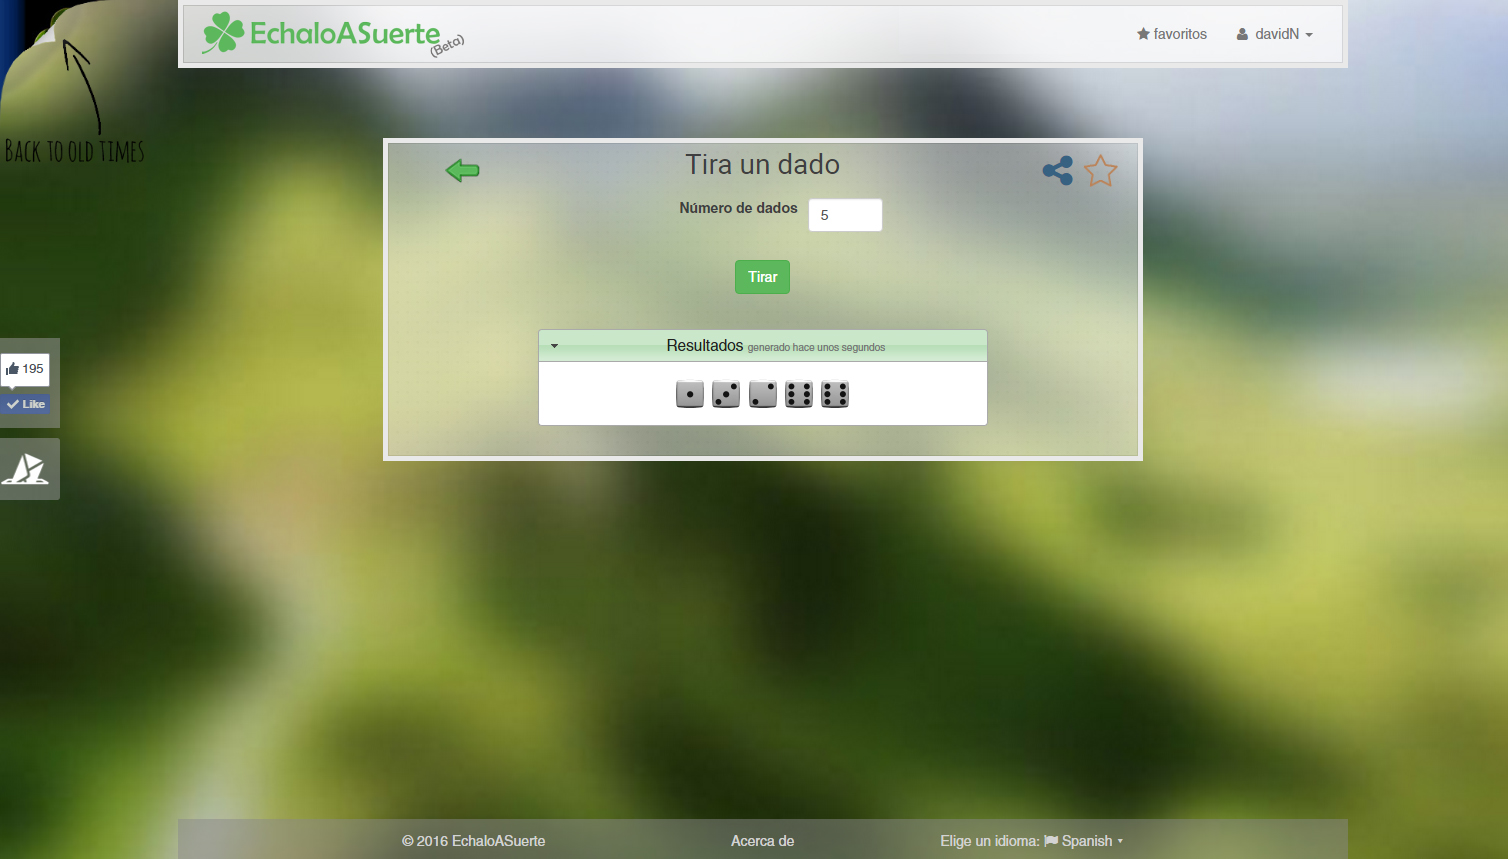 EchaloASuerte
(Beta)
favoritos
davidN
Back to old times
Tira un dado
Número de dados
5
Tirar
Resultados generado hace unos segundos
195
Like
© 2016 EchaloASuerte
Acerca de
Elige un idioma: Spanish